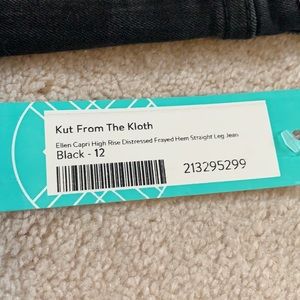 Kut From The Kloth
Ellen Capri High Rise Distressed Frayed Hem Straight Leg Jean
Black - 12
213295299